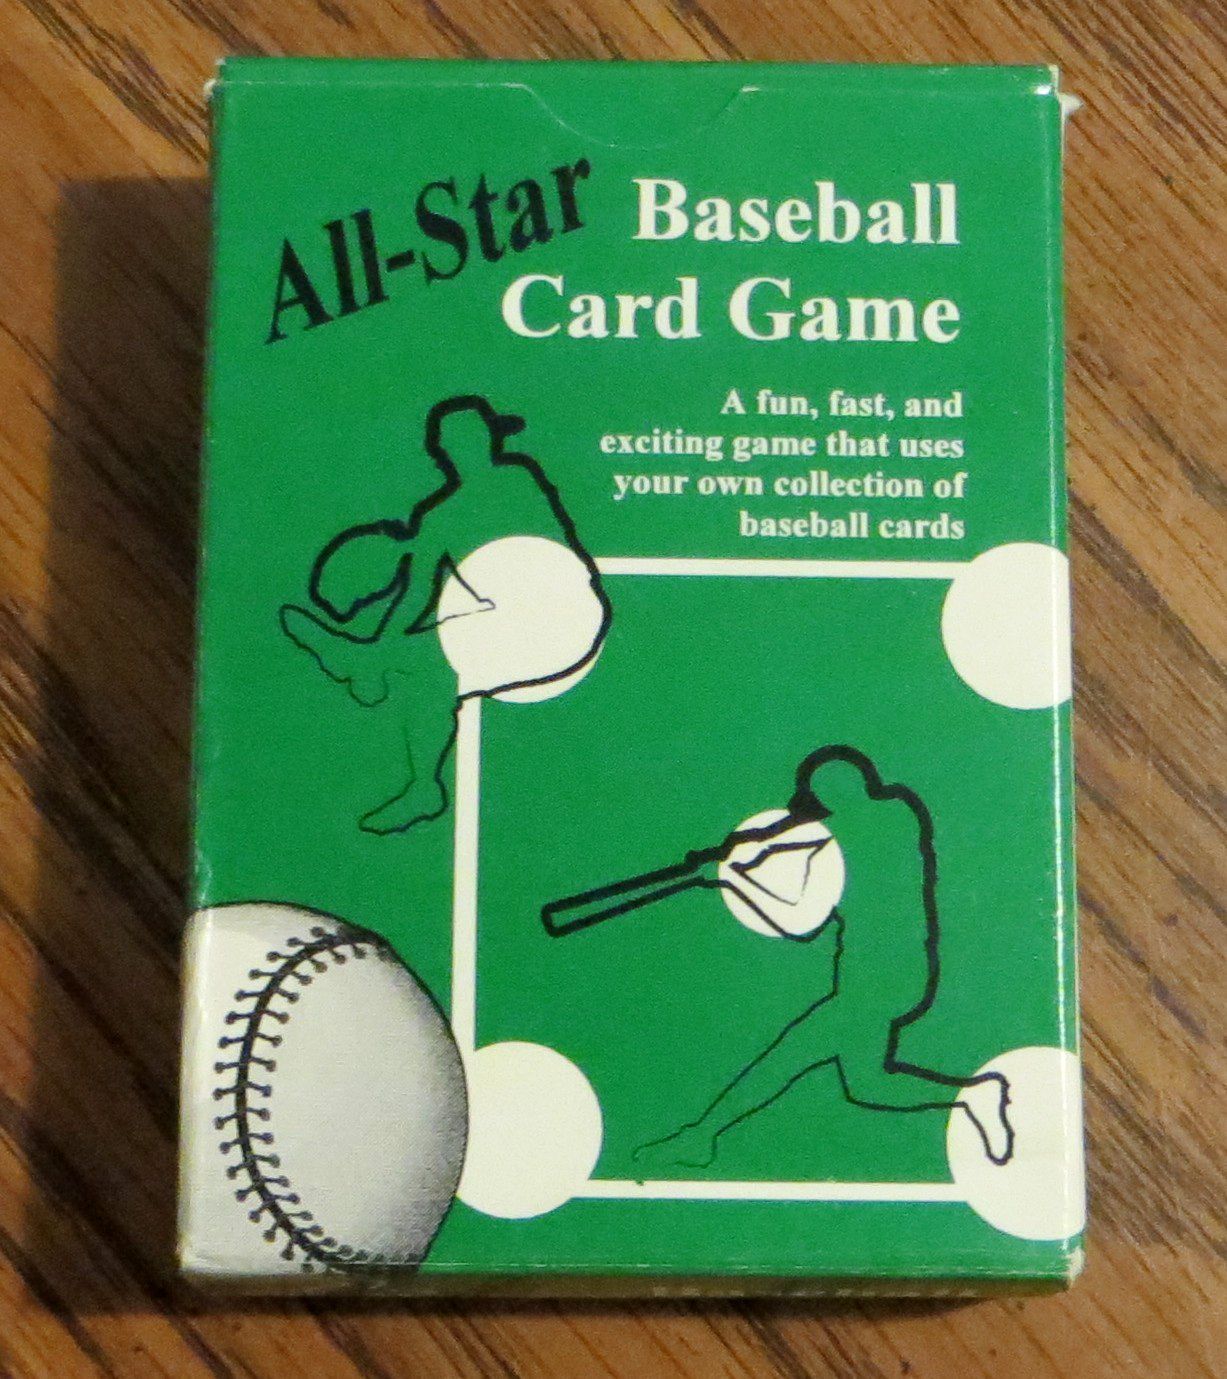 All-Star Baseball
Card Game
A fun, fast, and
exciting game that uses
your own collection of
baseball cards